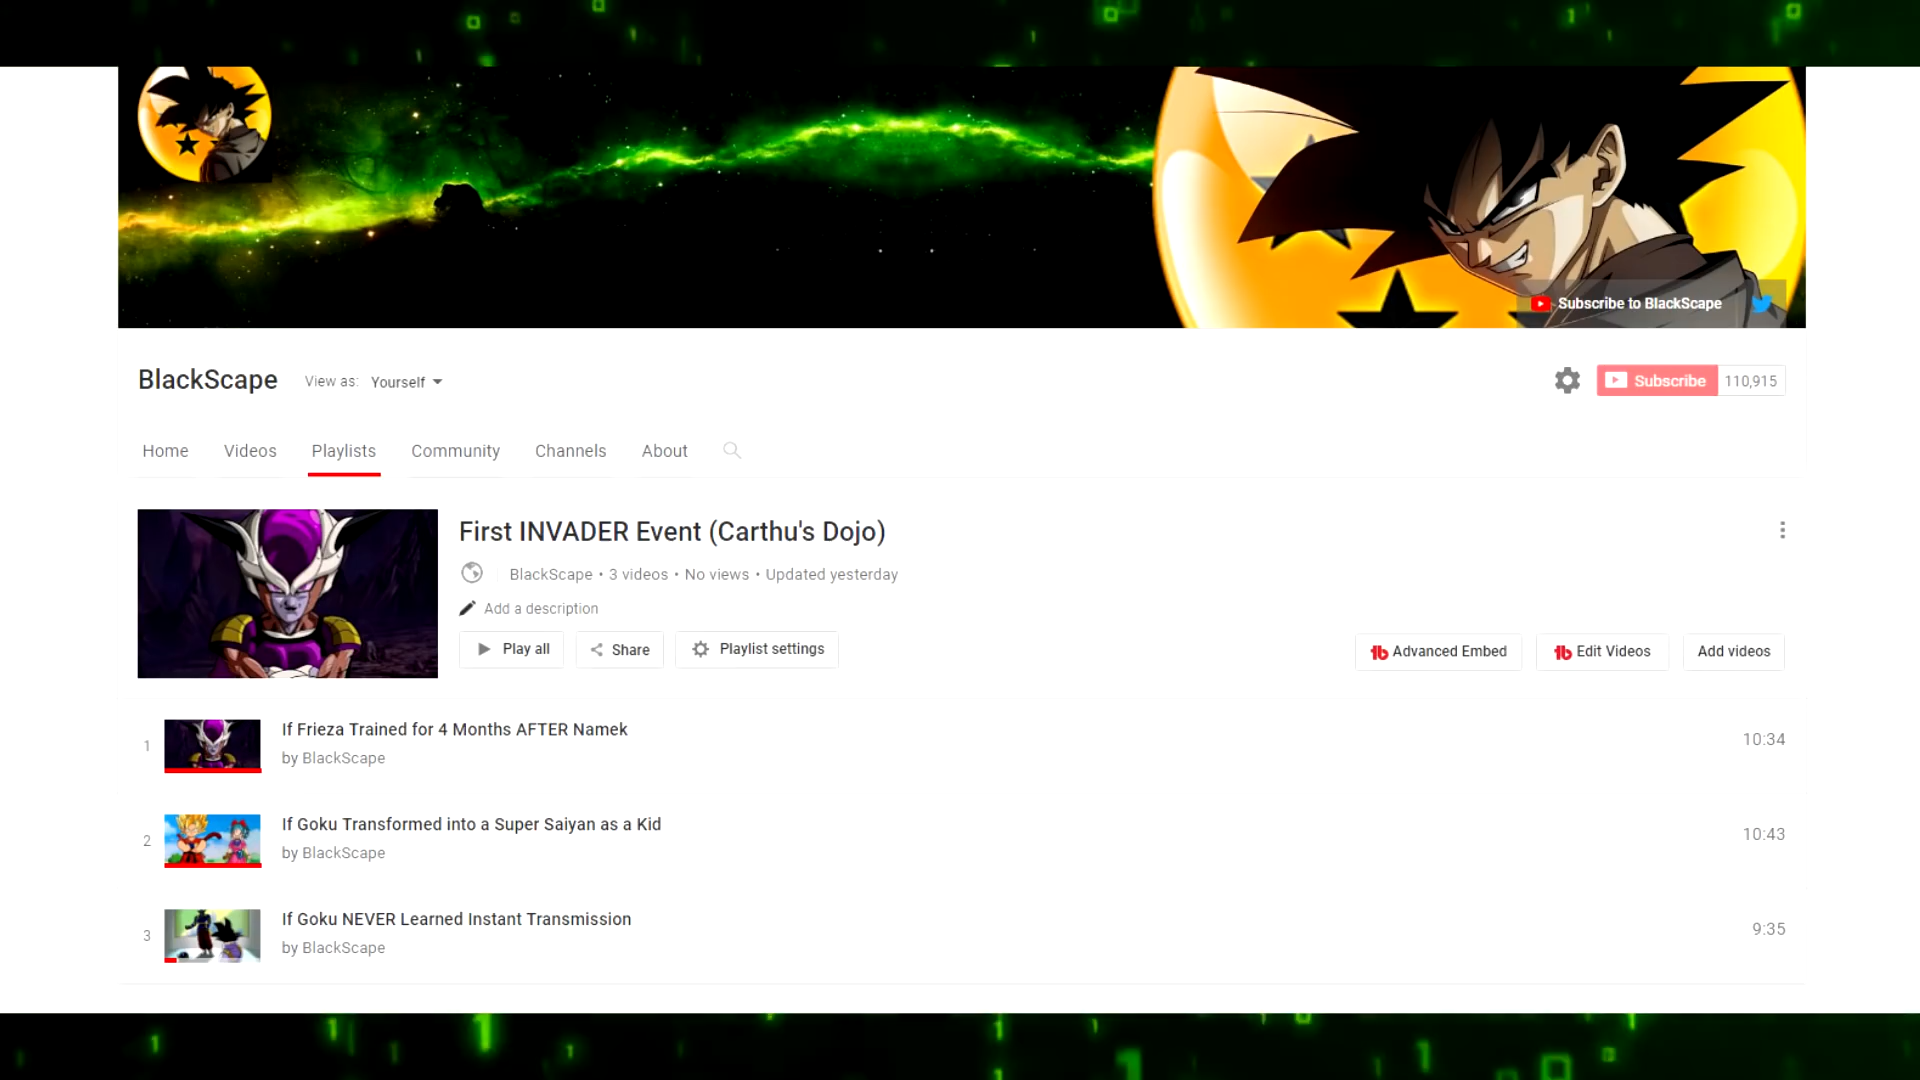 Subscribe to BlackScape
BlackScape View as: Yourself
Subscribe 110,915
Home Videos Playlists Community Channels About
First INVADER Event (Carthu's Dojo)
BlackScape • 3 videos • No views • Updated yesterday
Add a description
Play all Share Playlist settings
Advanced Embed Edit Videos Add videos
1 If Frieza Trained for 4 Months AFTER Namek 10:34
by BlackScape
2 If Goku Transformed into a Super Saiyan as a Kid 10:43
by BlackScape
3 If Goku NEVER Learned Instant Transmission 9:35
by BlackScape